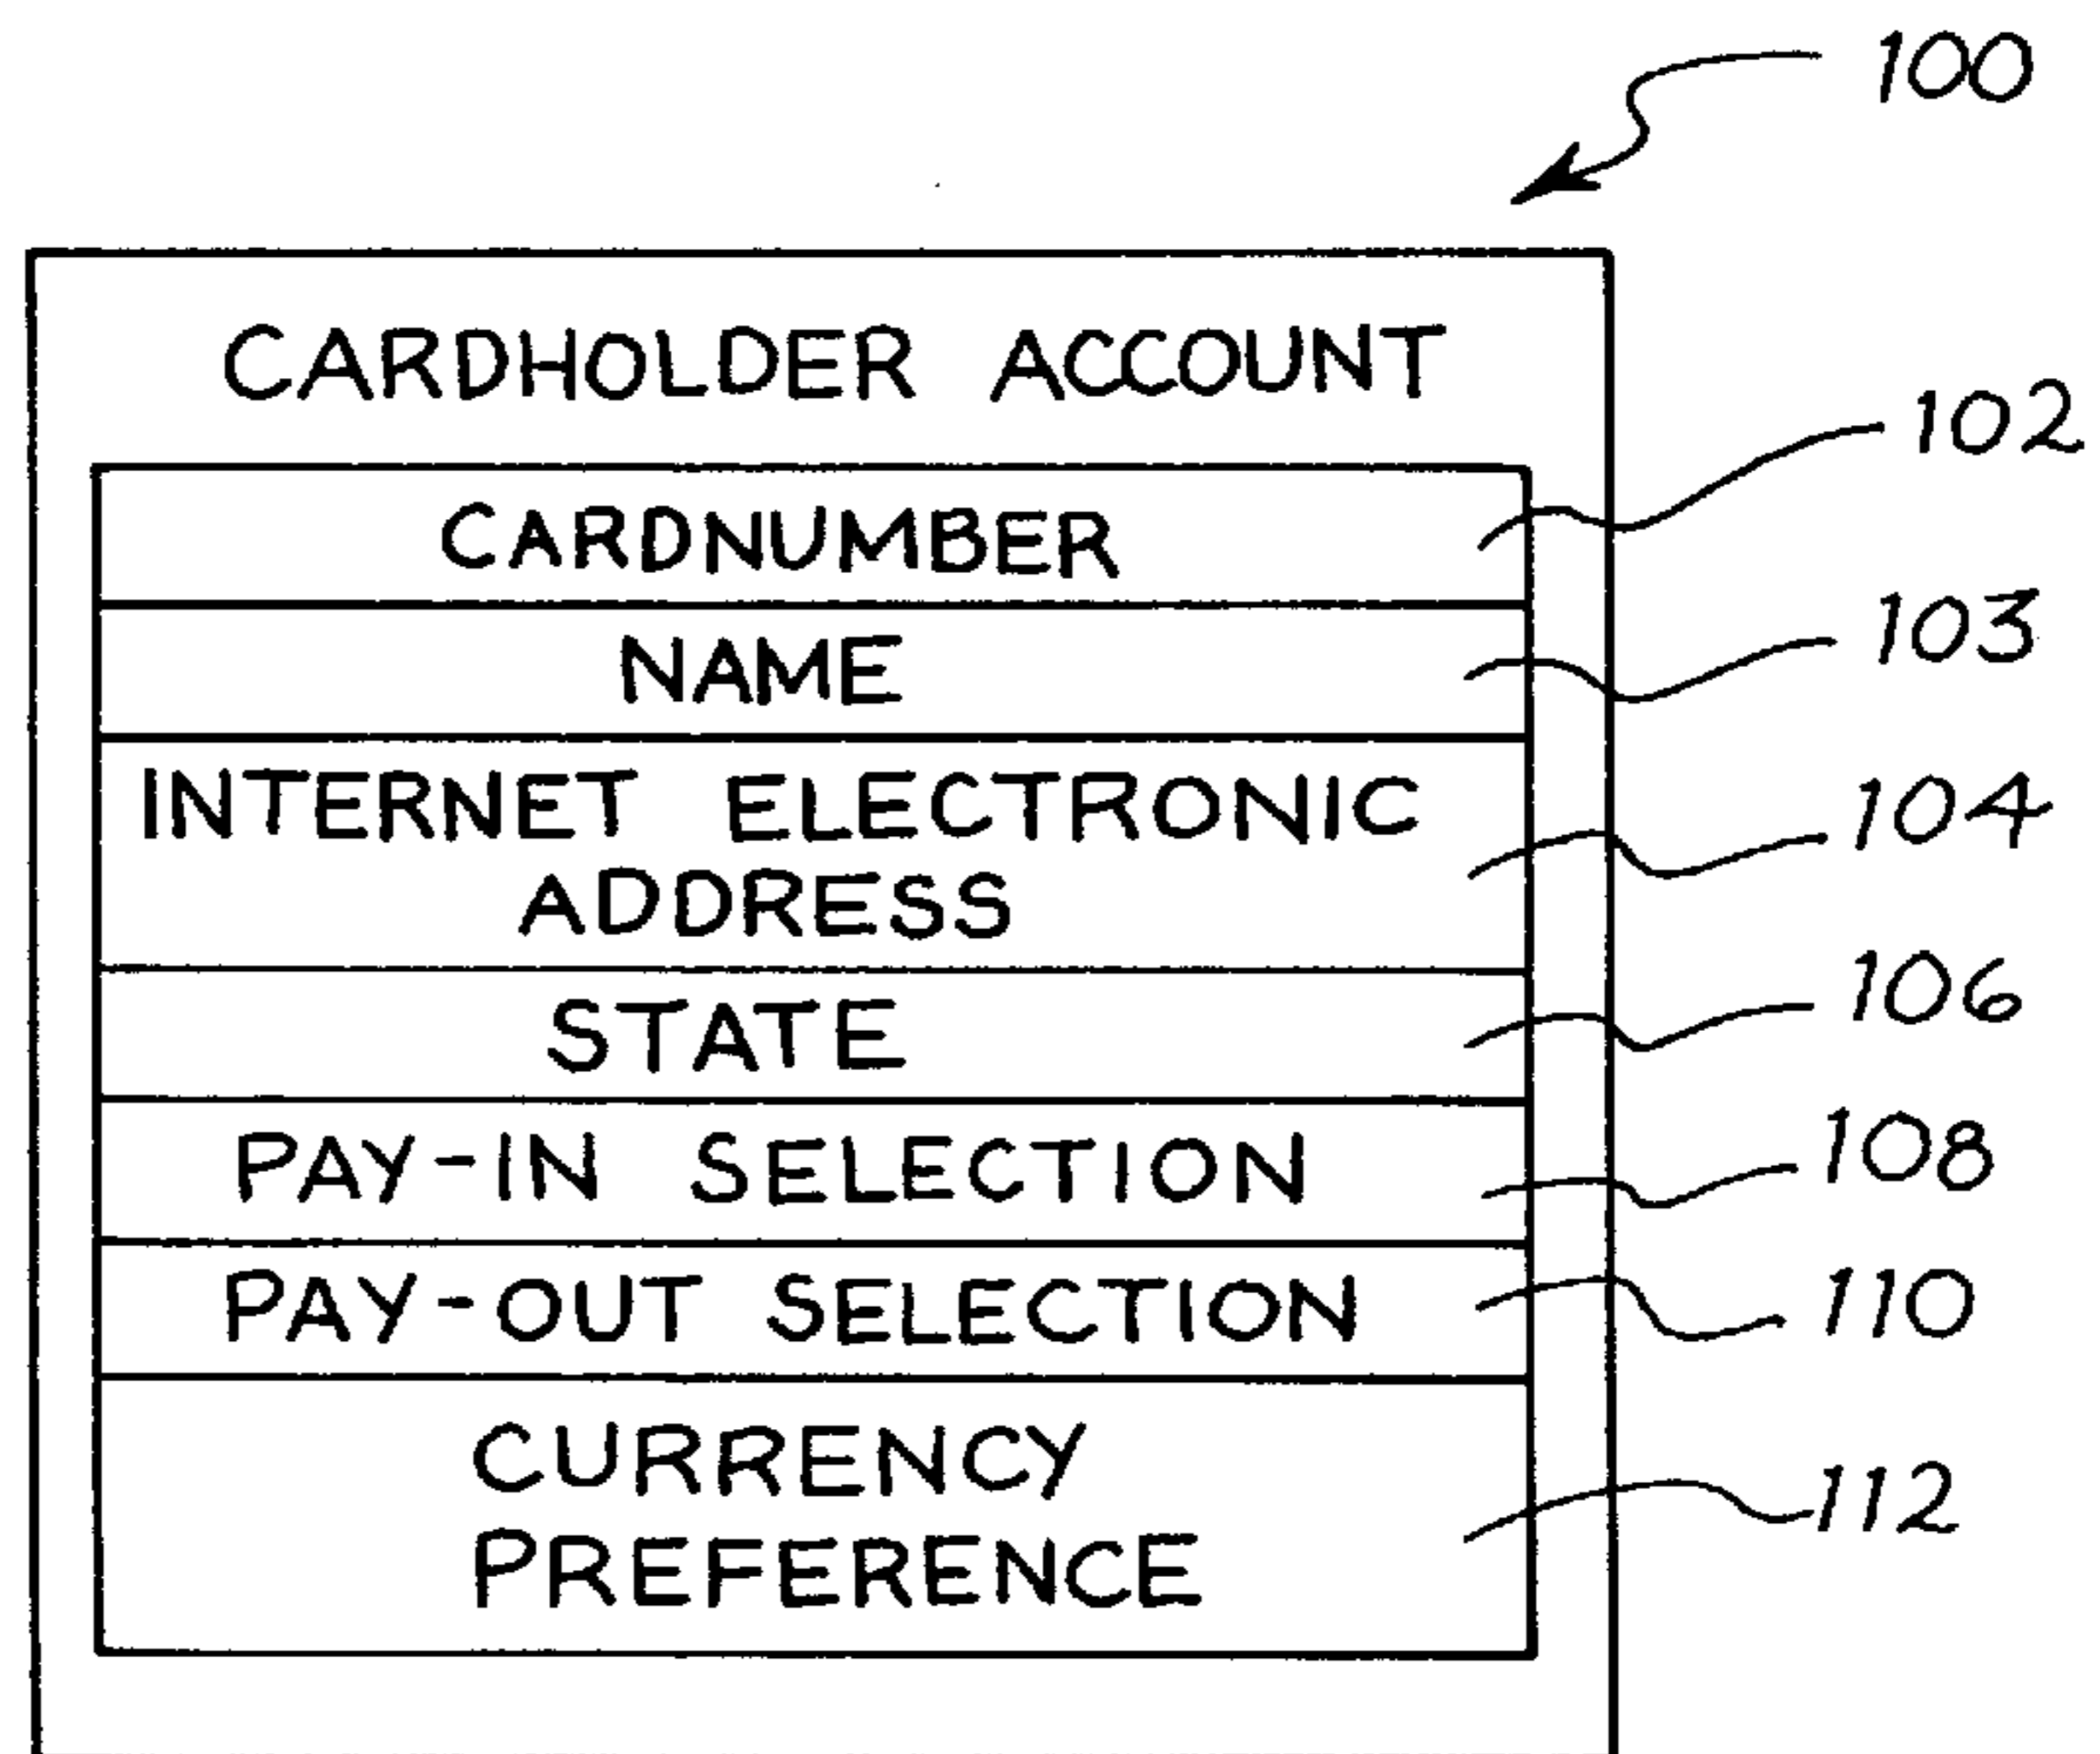 100
CARDHOLDER ACCOUNT
102
CARDNUMBER
103
NAME
104
INTERNET ELECTRONIC
ADDRESS
106
STATE
108
PAY-IN SELECTION
110
PAY-OUT SELECTION
112
CURRENCY
PREFERENCE